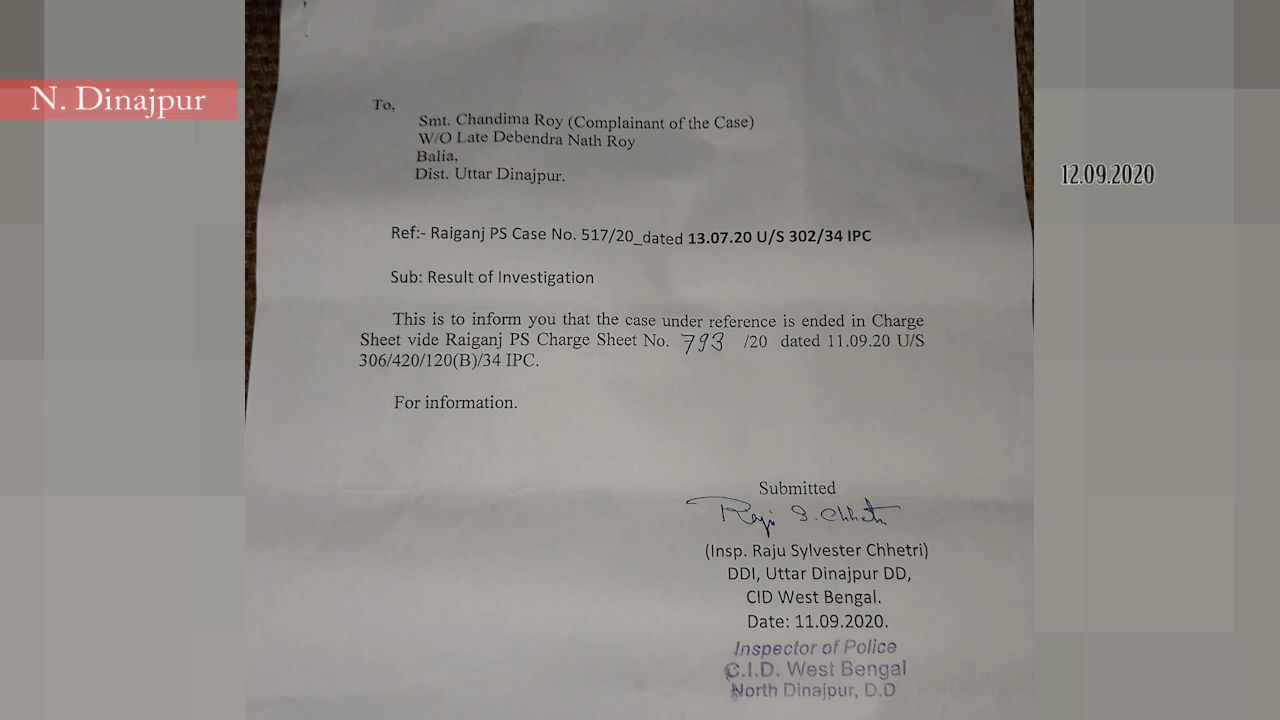 N. Dinajpur
12.09.2020
To,
Smt. Chandima Roy (Complainant of the Case)
W/O Late Debendra Nath Roy
Balia,
Dist. Uttar Dinajpur.
Ref:- Raiganj PS Case No. 517/20_dated 13.07.20 U/S 302/34 IPC
Sub: Result of Investigation
This is to inform you that the case under reference is ended in Charge
Sheet vide Raiganj PS Charge Sheet No. 793 /20 dated 11.09.20 U/S
306/420/120(B)/34 IPC.
For information.
Submitted
Raju S. Chhetri
(Insp. Raju Sylvester Chhetri)
DDI, Uttar Dinajpur DD,
CID West Bengal.
Date: 11.09.2020.
Inspector of Police
C.I.D. West Bengal
North Dinajpur, D.D